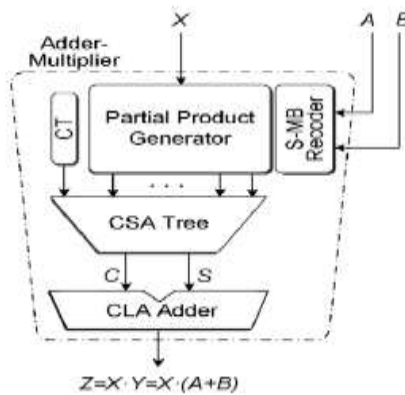 X
A
B
Adder-
Multiplier
CT
Partial Product
Generator
S-MB
Recoder
. . .
CSA Tree
C
S
CLA Adder
Z=X·Y=X·(A+B)